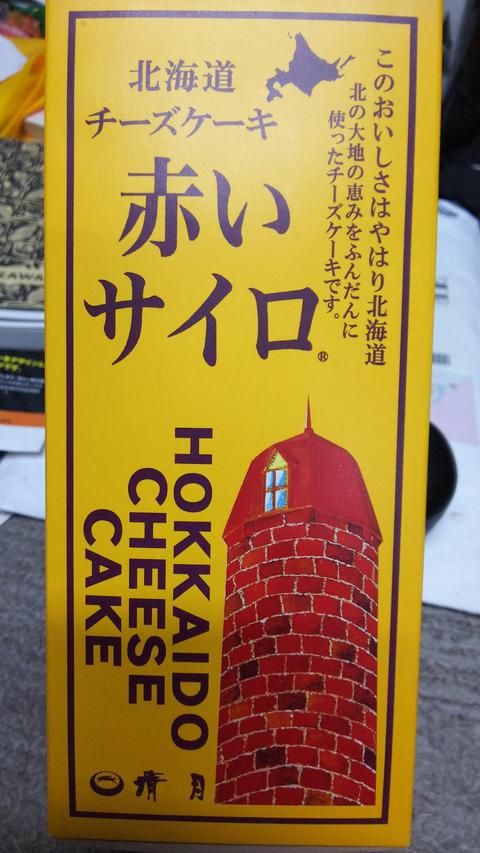 このおいしさはやはり北海道
北の大地の恵みをふんだんに
使ったチーズケーキです。
北海道
チーズケーキ
赤い
サイロ®
HOKKAIDO
CHEESE
CAKE
清月
ZAWA